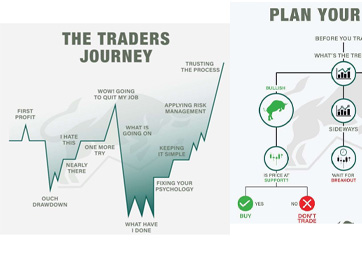 THE TRADERS
JOURNEY
TRUSTING
THE PROCESS
WOW! GOING
TO QUIT MY JOB
APPLYING RISK
MANAGEMENT
FIRST
PROFIT
WHAT IS
GOING ON
I HATE
THIS
ONE MORE
TRY
KEEPING
IT SIMPLE
NEARLY
THERE
FIXING YOUR
PSYCHOLOGY
OUCH
DRAWDOWN
WHAT HAVE
I DONE
PLAN YOUR
BEFORE YOU TRA
WHAT'S THE TRE
BULLISH
SIDEWAYS
IS PRICE AT
SUPPORT?
WAIT FOR
BREAKOUT
YES
NO
BUY
DON'T
TRADE